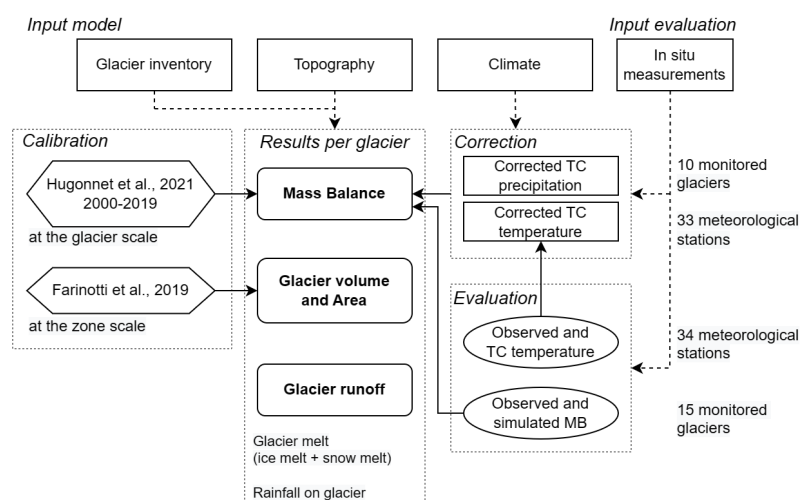 Input model
Input evaluation
Glacier inventory
Topography
Climate
In situ
measurements
Calibration
Results per glacier
Correction
Hugonnet et al., 2021
2000-2019
at the glacier scale
Mass Balance
Corrected TC
precipitation
Corrected TC
temperature
10 monitored
glaciers
33 meteorological
stations
Farinotti et al., 2019
at the zone scale
Glacier volume
and Area
Evaluation
Observed and
TC temperature
34 meteorological
stations
Glacier runoff
Observed and
simulated MB
15 monitored
glaciers
Glacier melt
(ice melt + snow melt)
Rainfall on glacier